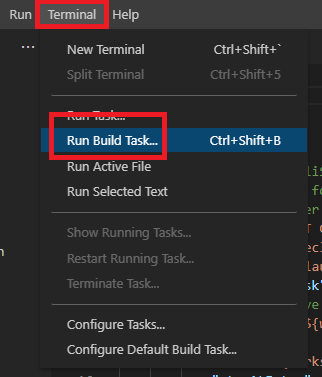 Run Terminal Help
...
New Terminal Ctrl+Shift+`
Split Terminal Ctrl+Shift+5
Run Task...
Run Build Task... Ctrl+Shift+B
Run Active File
Run Selected Text
Show Running Tasks...
Restart Running Task...
Terminate Task...
Configure Tasks...
Configure Default Build Task...